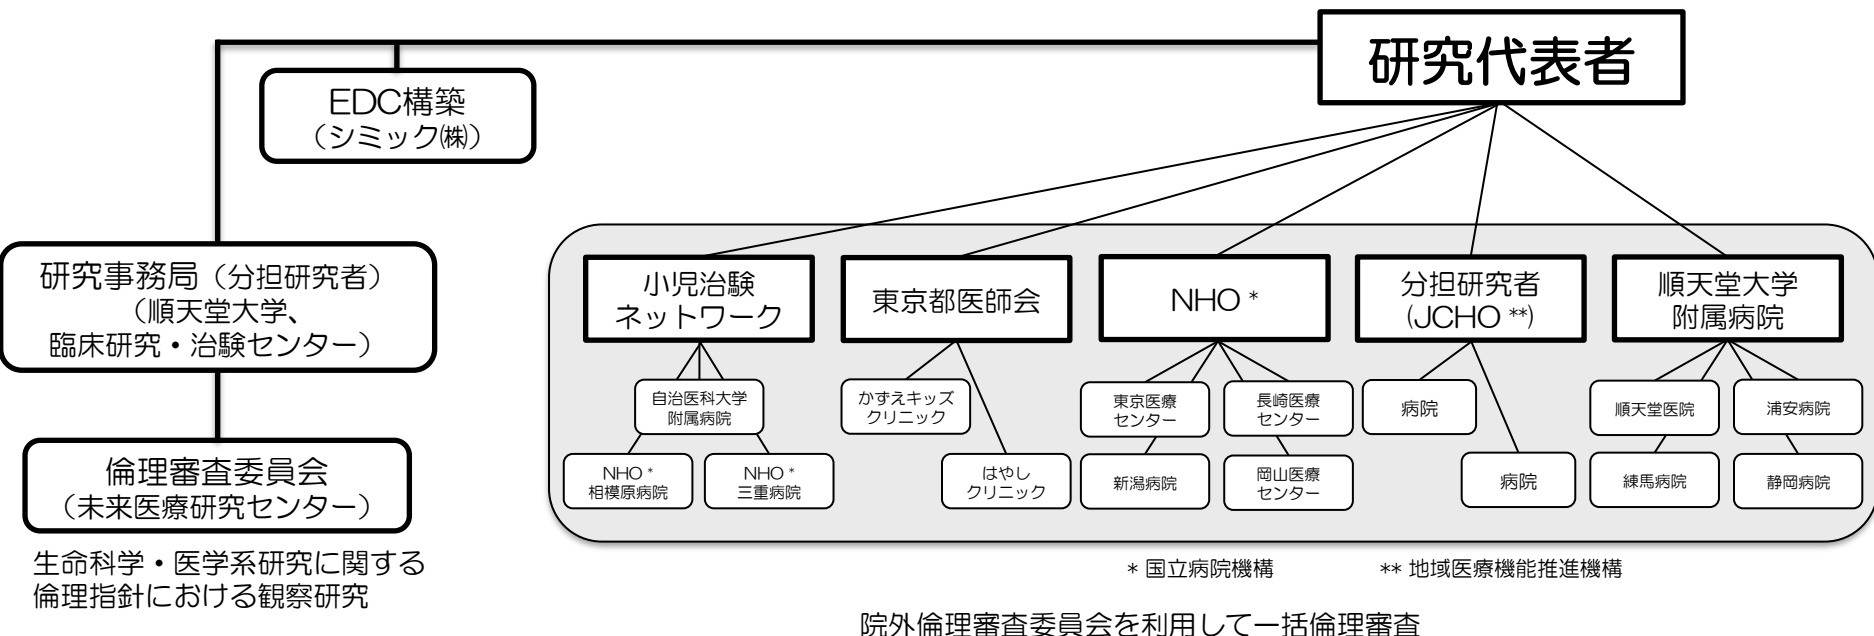 研究代表者
EDC構築
（シミック㈱）
研究事務局（分担研究者）
（順天堂大学、
臨床研究・治験センター）
倫理審査委員会
（未来医療研究センター）
生命科学・医学系研究に関する
倫理指針における観察研究
小児治験
ネットワーク
東京都医師会
NHO *
分担研究者
(JCHO **)
順天堂大学
附属病院
自治医科大学
附属病院
NHO *
相模原病院
NHO *
三重病院
かずえキッズ
クリニック
はやし
クリニック
東京医療
センター
長崎医療
センター
新潟病院
岡山医療
センター
病院
病院
順天堂医院
浦安病院
練馬病院
静岡病院
* 国立病院機構
** 地域医療機能推進機構
院外倫理審査委員会を利用して一括倫理審査